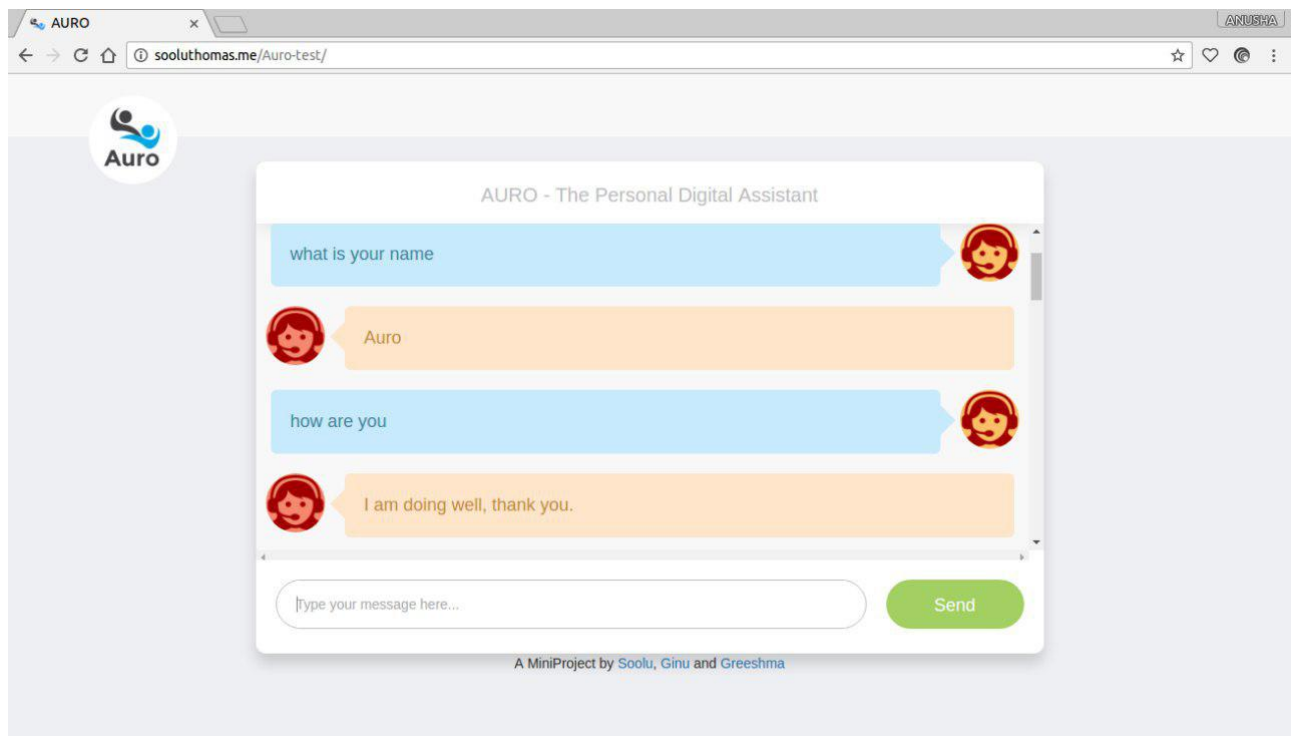 AURO
ANUSHA
sooluthomas.me/Auro-test/
Auro
AURO - The Personal Digital Assistant
what is your name
Auro
how are you
I am doing well, thank you.
Type your message here...
Send
A MiniProject by Soolu, Ginu and Greeshma